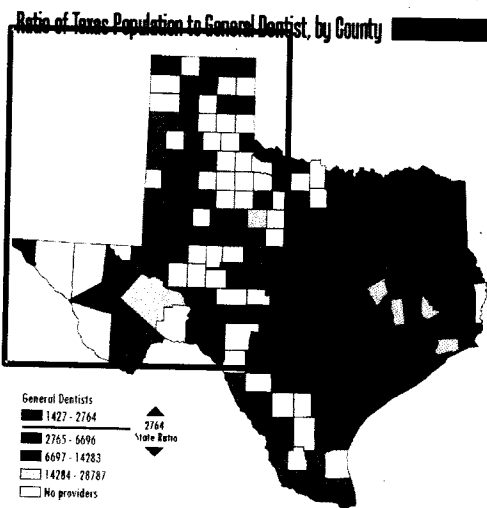 Ratio of Texas Population to General Dentist, by County
General Dentists
1427 - 2764
2765 - 6696
6697 - 14283
14284 - 28787
No providers
2764
State Ratio